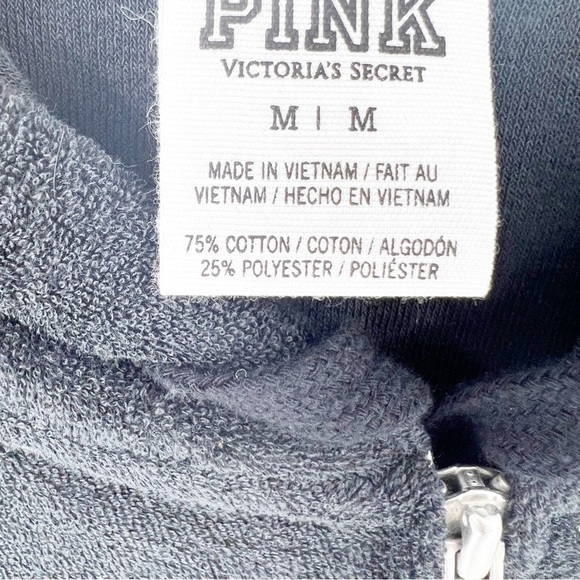 PINK
VICTORIA'S SECRET
M | M
MADE IN VIETNAM / FAIT AU
VIETNAM / HECHO EN VIETNAM
75% COTTON / COTON / ALGODÓN
25% POLYESTER / POLIÉSTER